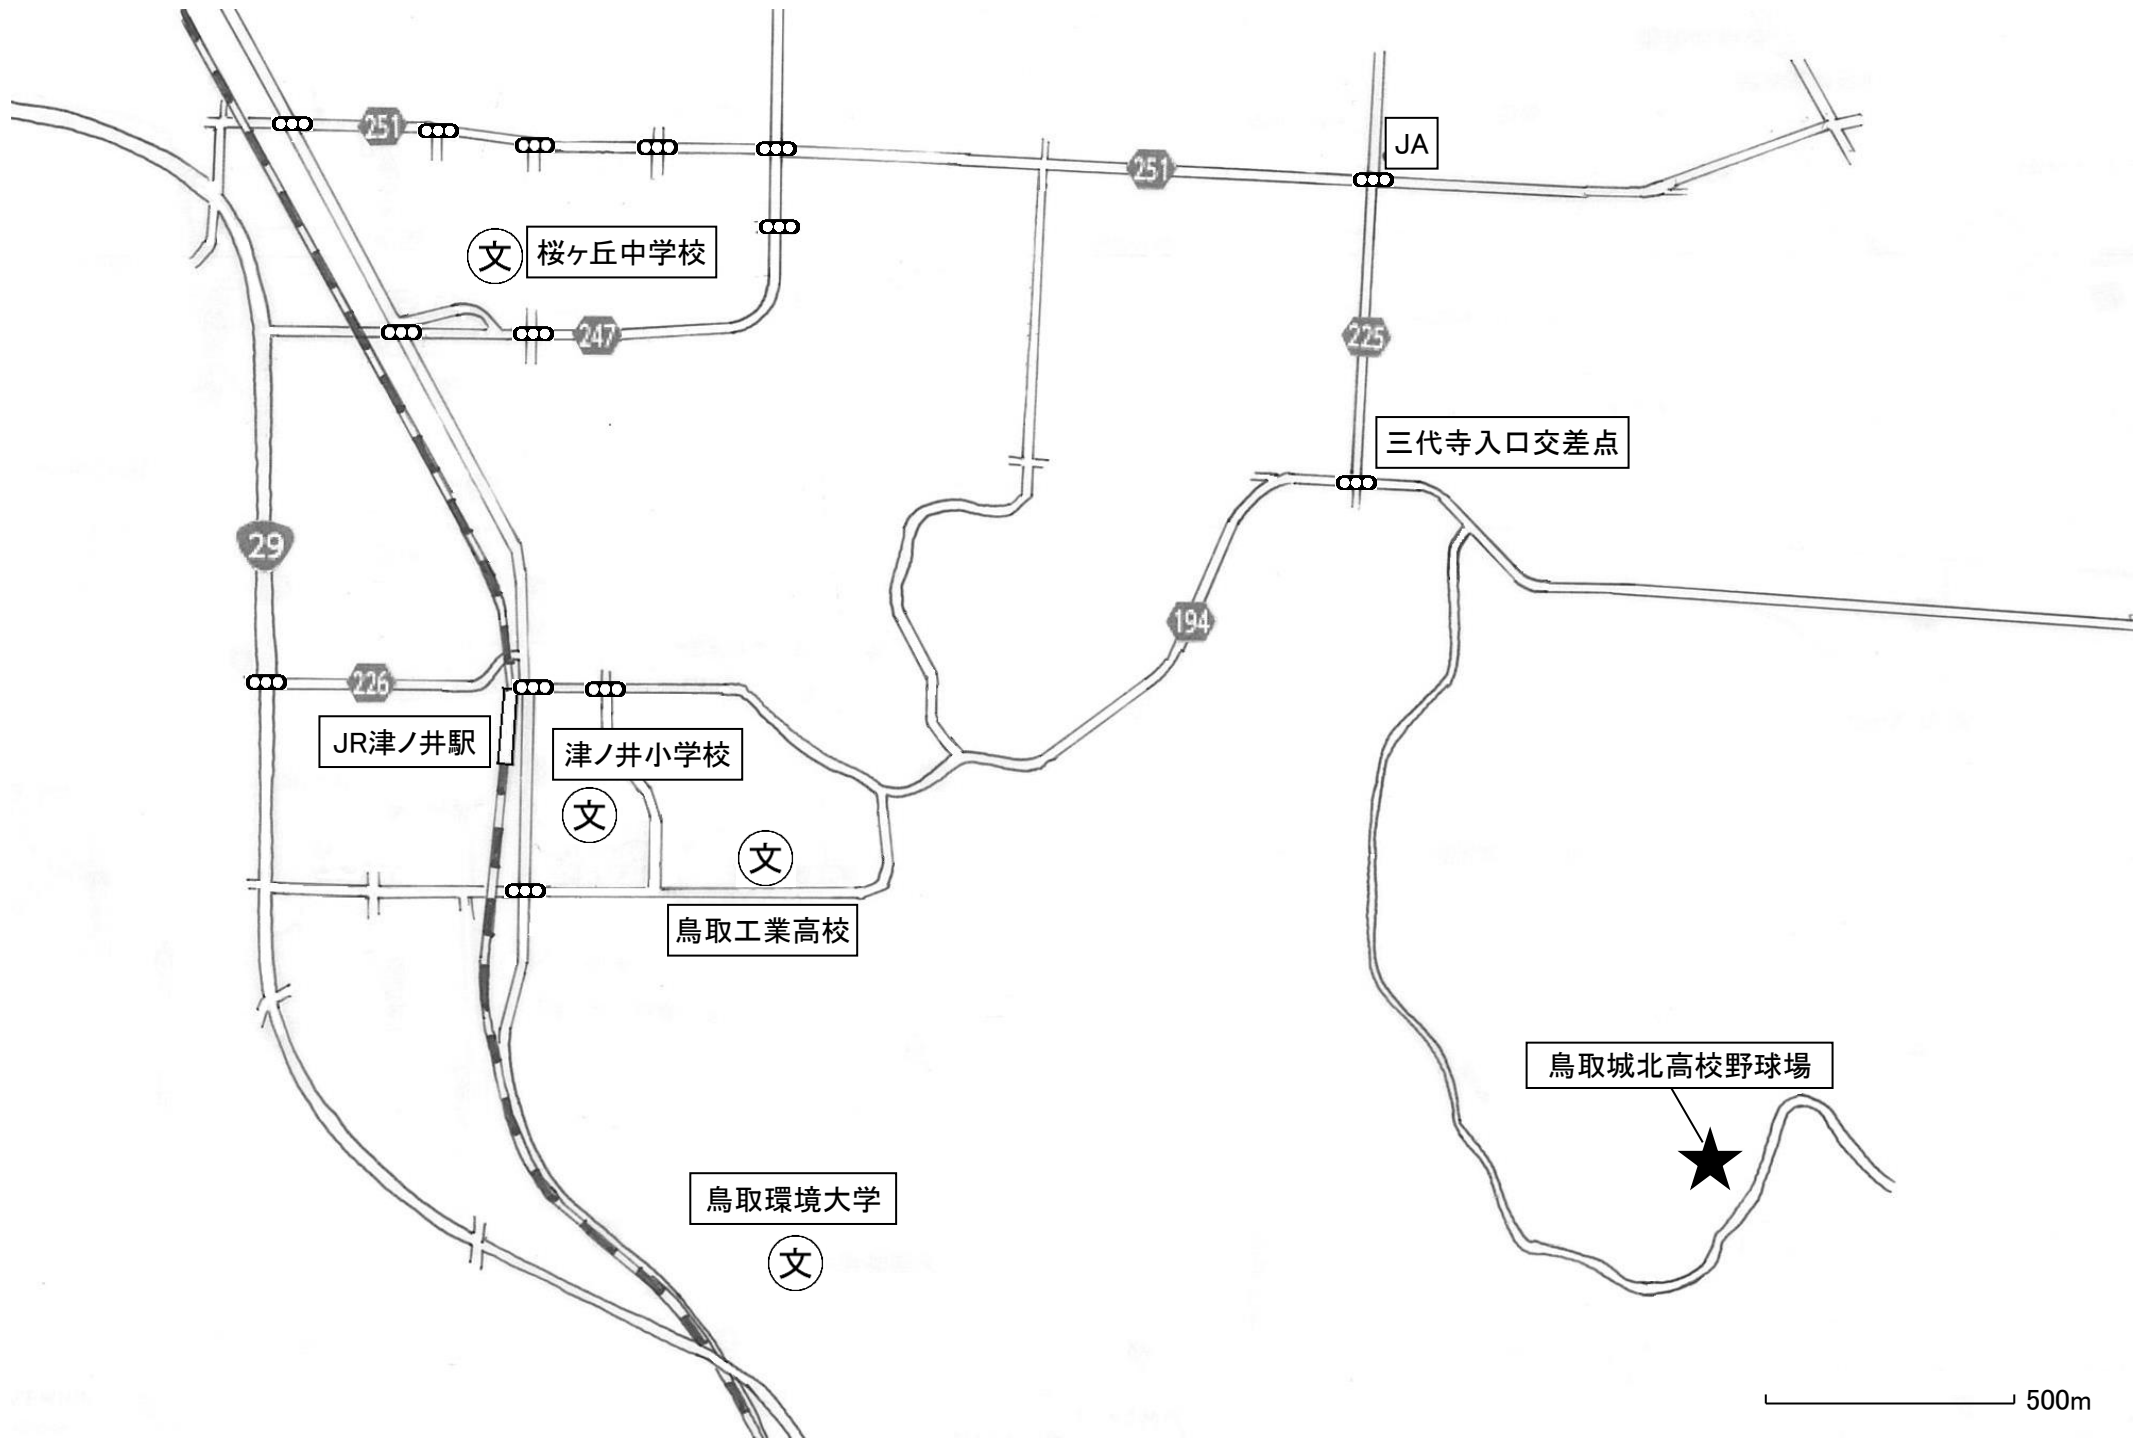 251
JA
251
文
桜ヶ丘中学校
247
225
三代寺入口交差点
29
194
226
JR津ノ井駅
津ノ井小学校
文
文
鳥取工業高校
鳥取城北高校野球場
鳥取環境大学
文
500m